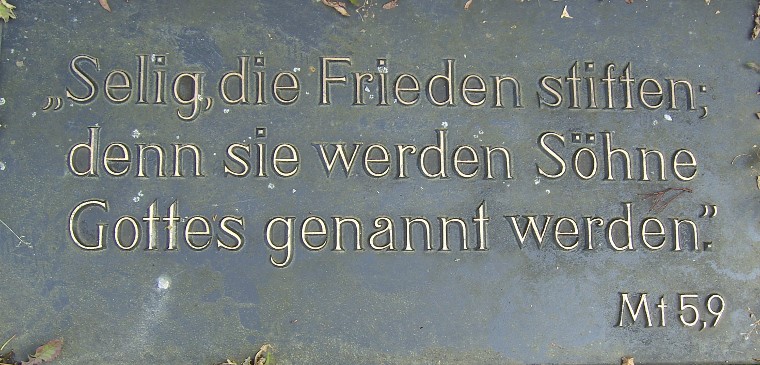 „Selig, die Frieden stiften;
denn sie werden Söhne
Gottes genannt werden.“
Mt 5,9